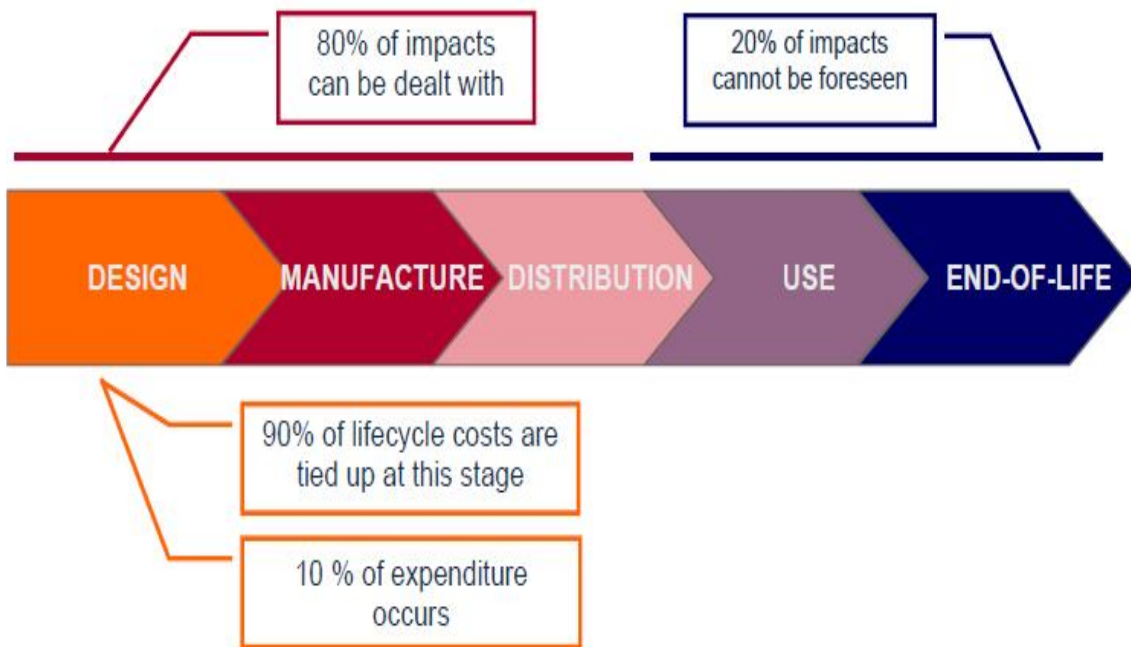 80% of impacts
can be dealt with
20% of impacts
cannot be foreseen
DESIGN
MANUFACTURE
DISTRIBUTION
USE
END-OF-LIFE
90% of lifecycle costs are
tied up at this stage
10 % of expenditure
occurs